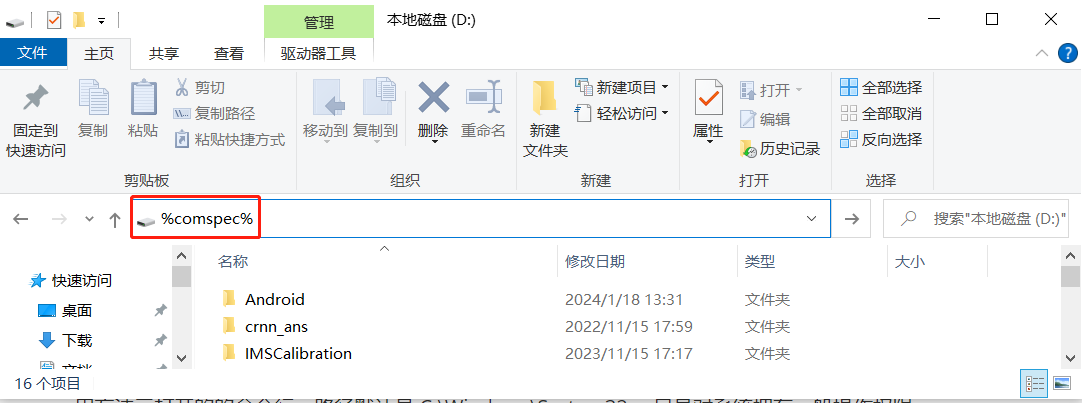 管理
本地磁盘 (D:)
文件 主页 共享 查看 驱动器工具
固定到
快速访问
复制
粘贴
剪切
复制路径
粘贴快捷方式
剪贴板
移动到
复制到
删除
重命名
组织
新建
文件夹
新建项目
轻松访问
新建
属性
打开
编辑
历史记录
打开
全部选择
全部取消
反向选择
选择
%comspec%
搜索"本地磁盘 (D:)"
快速访问
桌面
下载
名称 修改日期 类型 大小
Android 2024/1/18 13:31 文件夹
crnn_ans 2022/11/15 17:59 文件夹
IMSCalibration 2023/11/15 17:17 文件夹
16 个项目